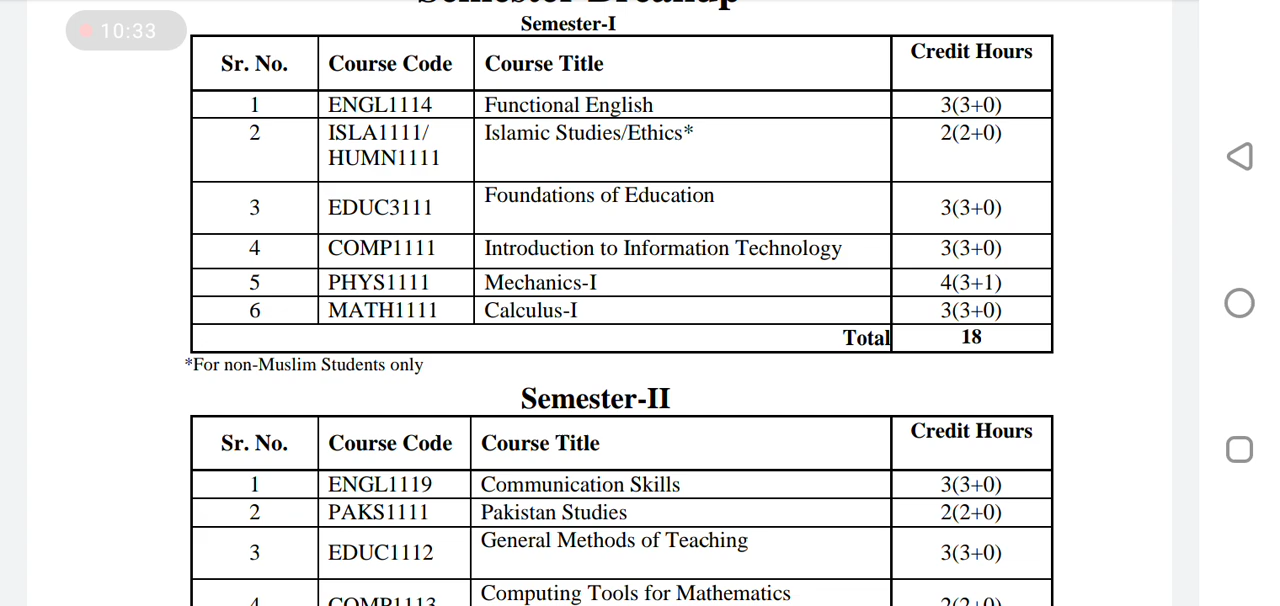 Semester Breakup
10:33
Semester-I
Sr. No. Course Code Course Title Credit Hours
1 ENGL1114 Functional English 3(3+0)
2 ISLA1111/ Islamic Studies/Ethics* 2(2+0)
HUMN1111
3 EDUC3111 Foundations of Education 3(3+0)
4 COMP1111 Introduction to Information Technology 3(3+0)
5 PHYS1111 Mechanics-I 4(3+1)
6 MATH1111 Calculus-I 3(3+0)
Total 18
*For non-Muslim Students only
Semester-II
Sr. No. Course Code Course Title Credit Hours
1 ENGL1119 Communication Skills 3(3+0)
2 PAKS1111 Pakistan Studies 2(2+0)
3 EDUC1112 General Methods of Teaching 3(3+0)
4 COMP1113 Computing Tools for Mathematics